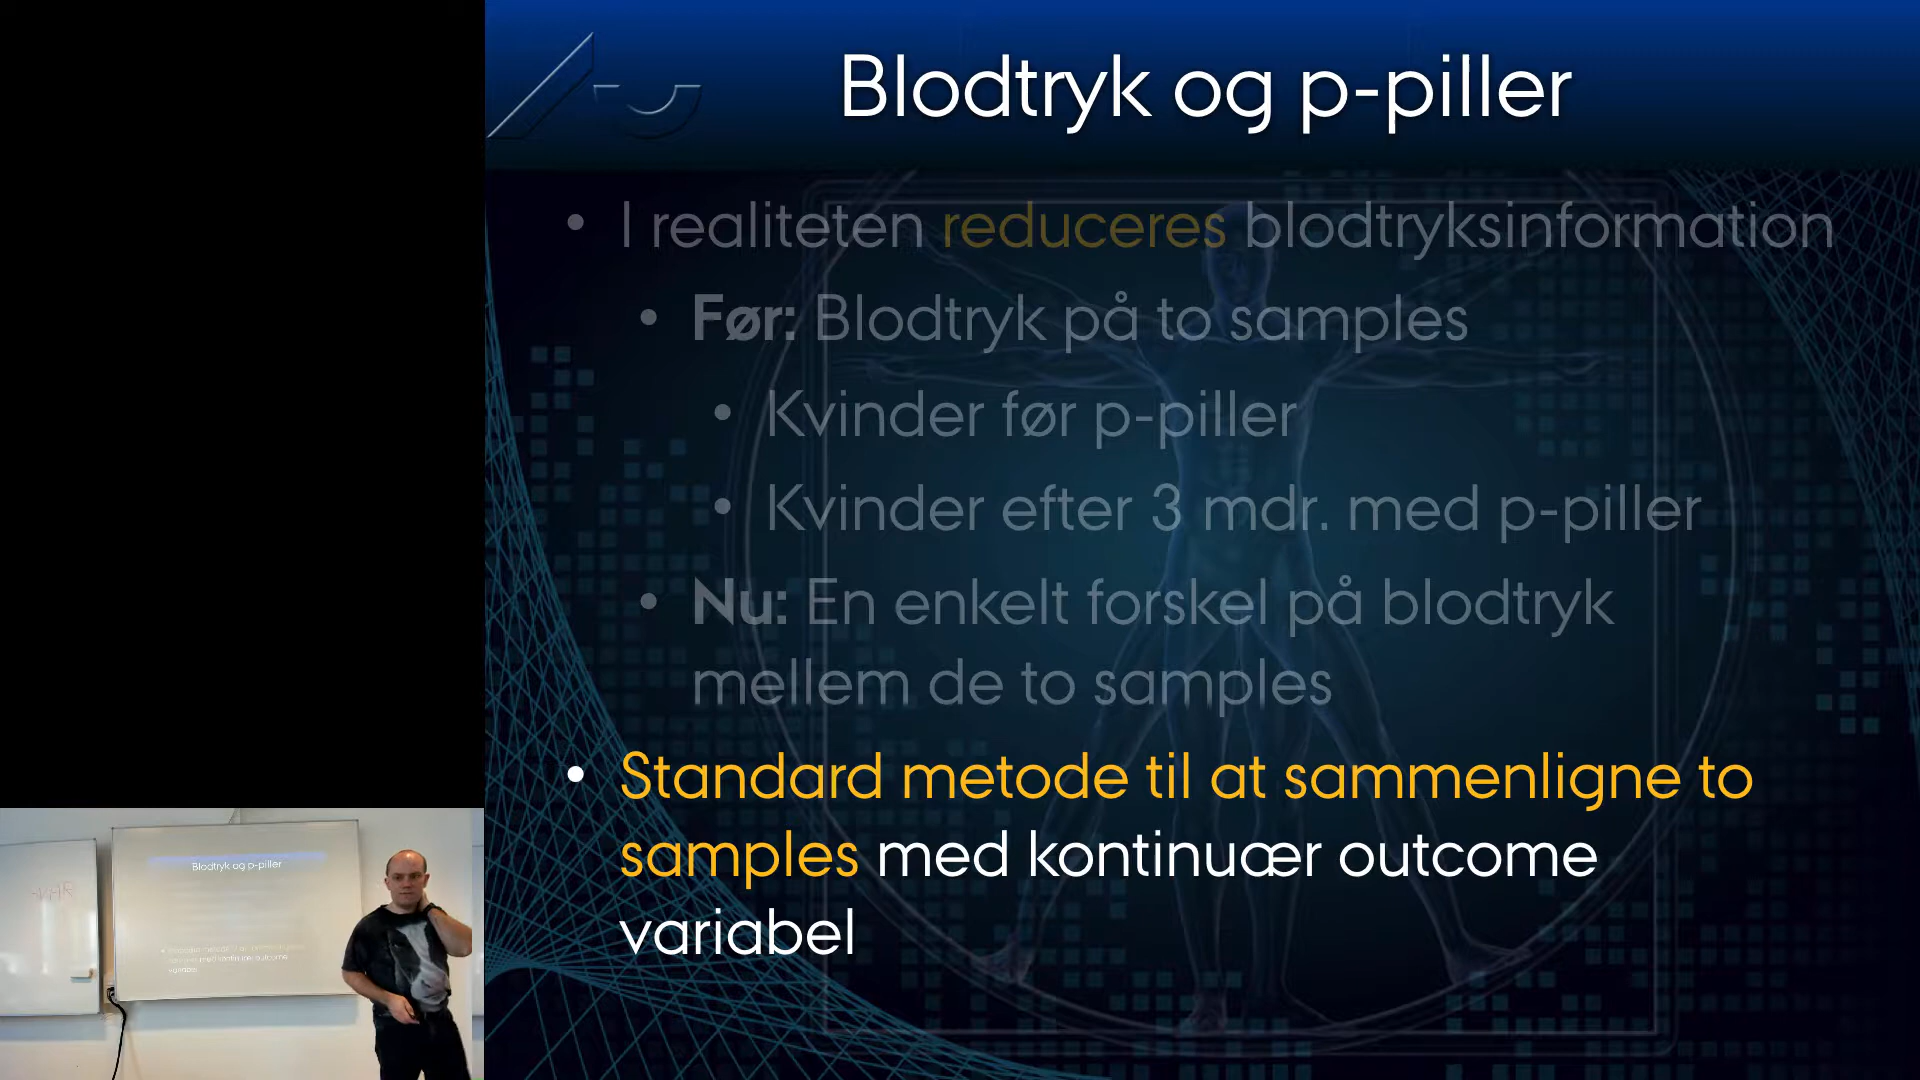 Blodtryk og p-piller
• I realiteten reduceres blodtryksinformation
• Før: Blodtryk på to samples
• Kvinder før p-piller
• Kvinder efter 3 mdr. med p-piller
• Nu: En enkelt forskel på blodtryk
mellem de to samples
• Standard metode til at sammenligne to
samples med kontinuær outcome
variabel
Blodtryk og p-piller